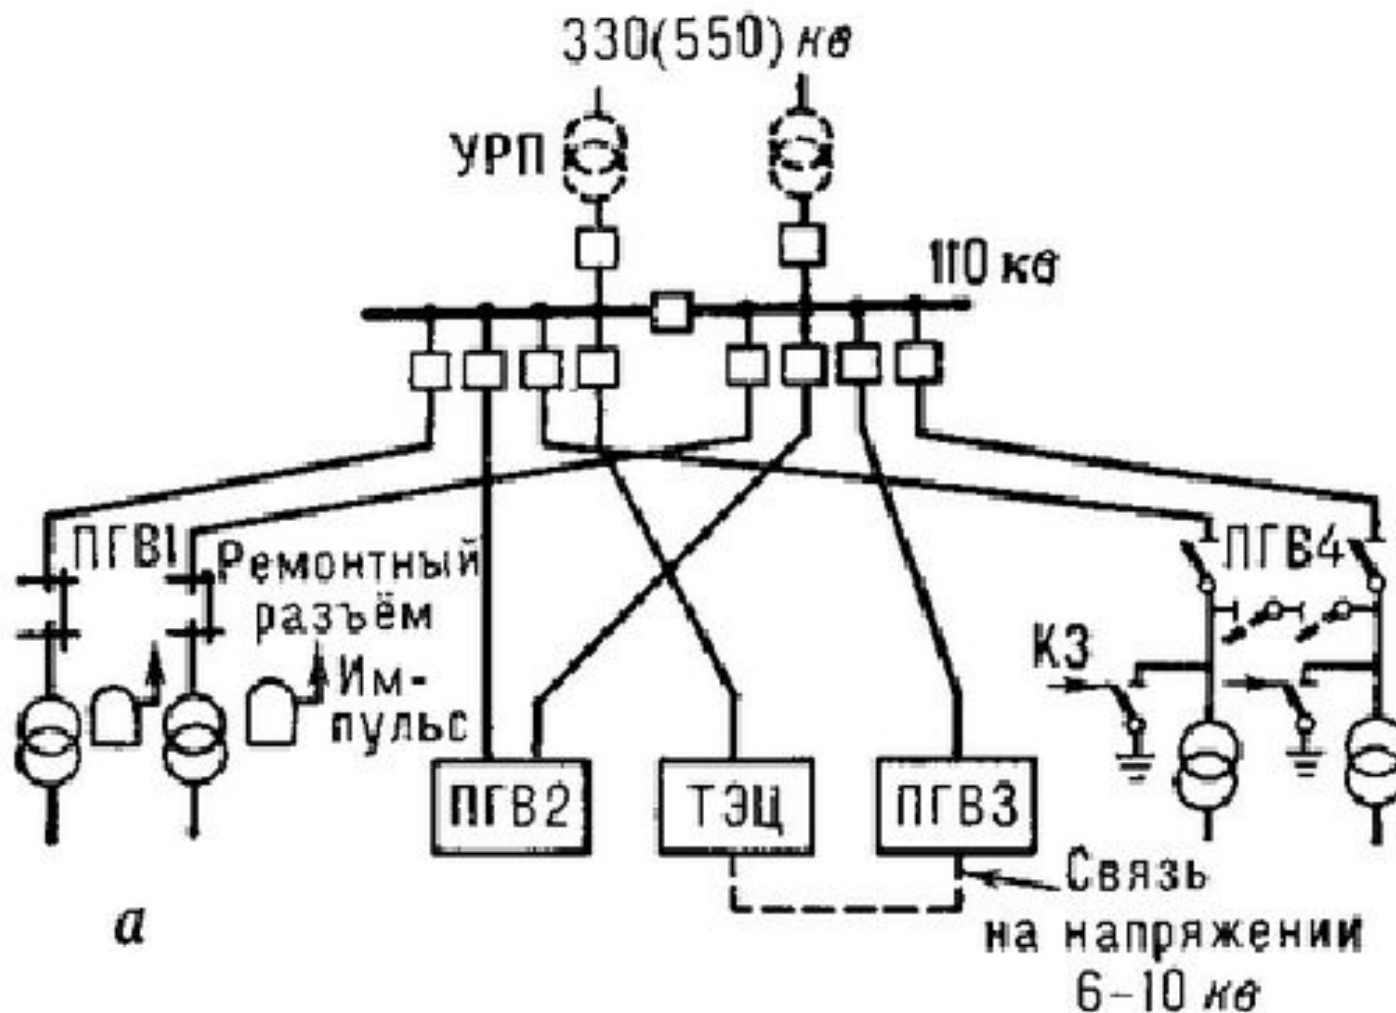 330(550) кв
УРП
110 кв
ПГВ1
Ремонтный
разъём
Им-
пульс
ПГВ4
КЗ
ПГВ2
ТЭЦ
ПГВ3
Связь
на напряжении
6-10 кв
а